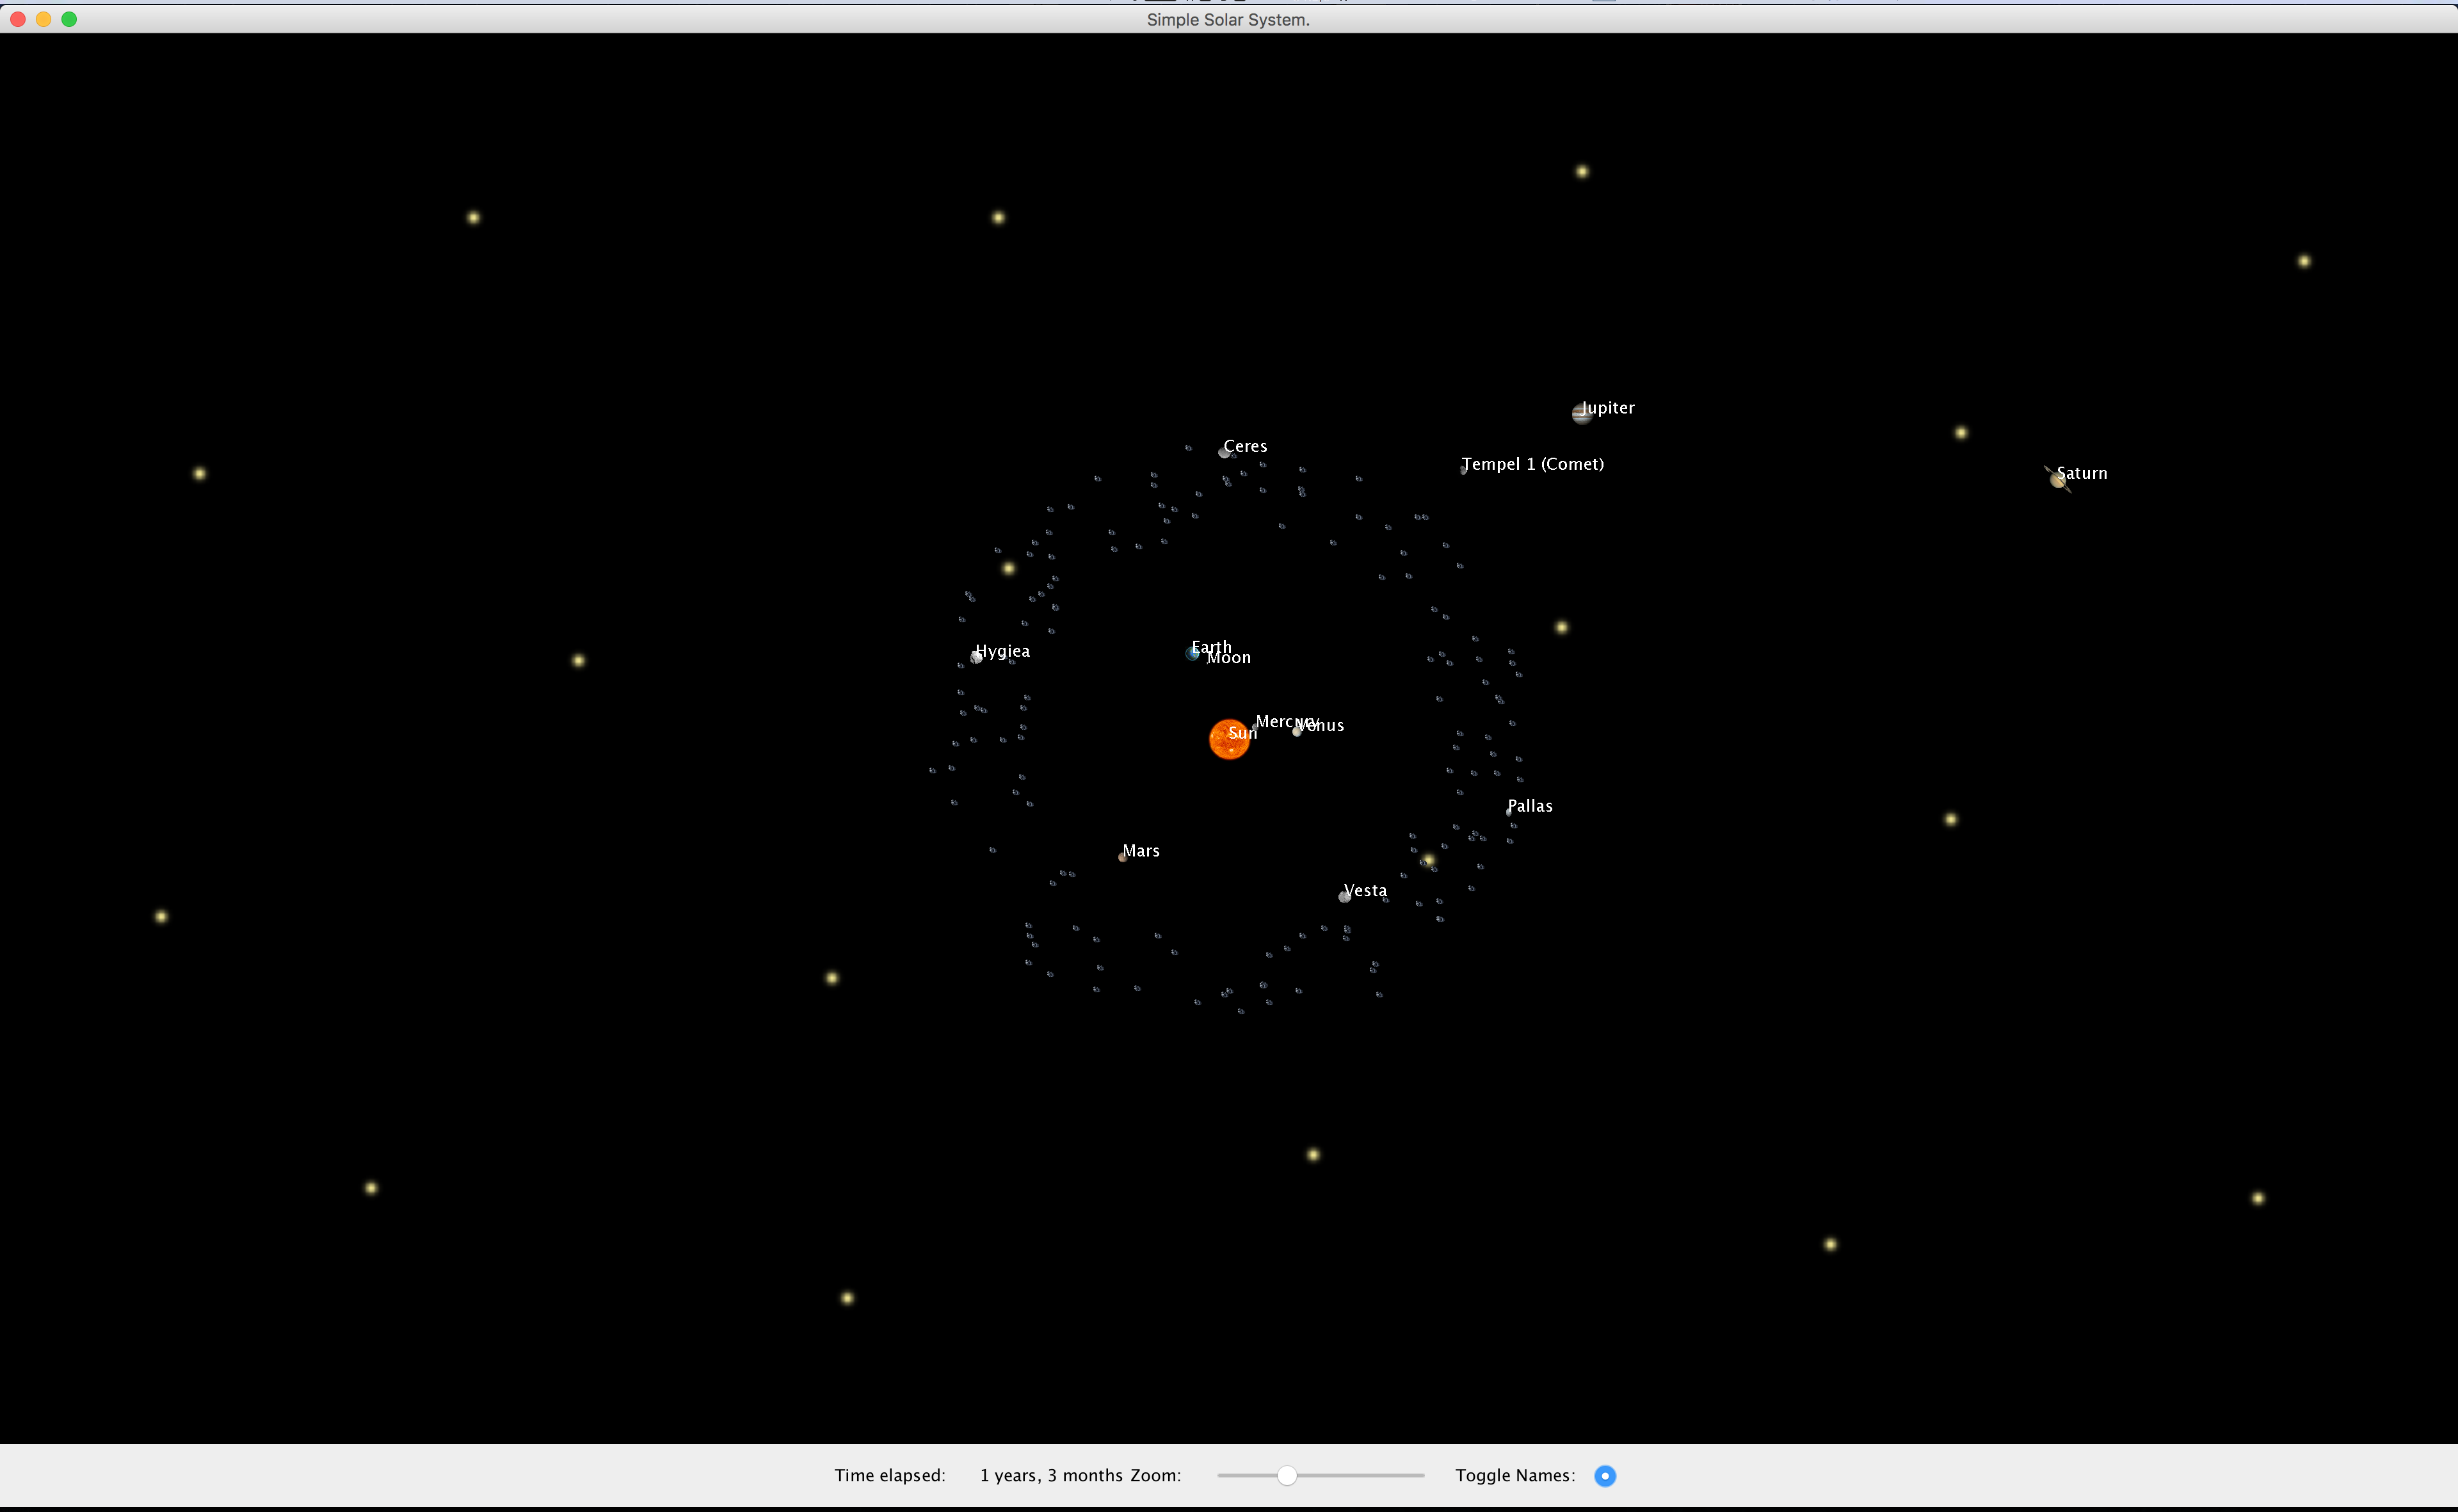 Simple Solar System.
Jupiter
Ceres
Tempel 1 (Comet)
Saturn
Earth
Hygiea
Moon
Mercury
Venus
Sun
Pallas
Mars
Vesta
Time elapsed: 1 years, 3 months Zoom: Toggle Names: